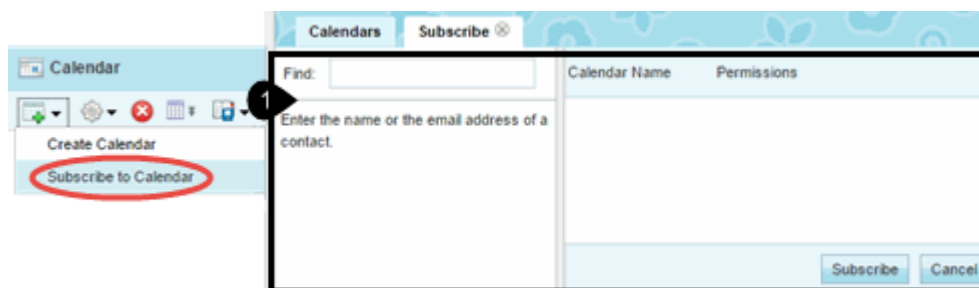 Calendars
Subscribe
Calendar
Find:
Calendar Name
Permissions
1
Enter the name or the email address of a
contact.
Create Calendar
Subscribe to Calendar
Subscribe
Cancel